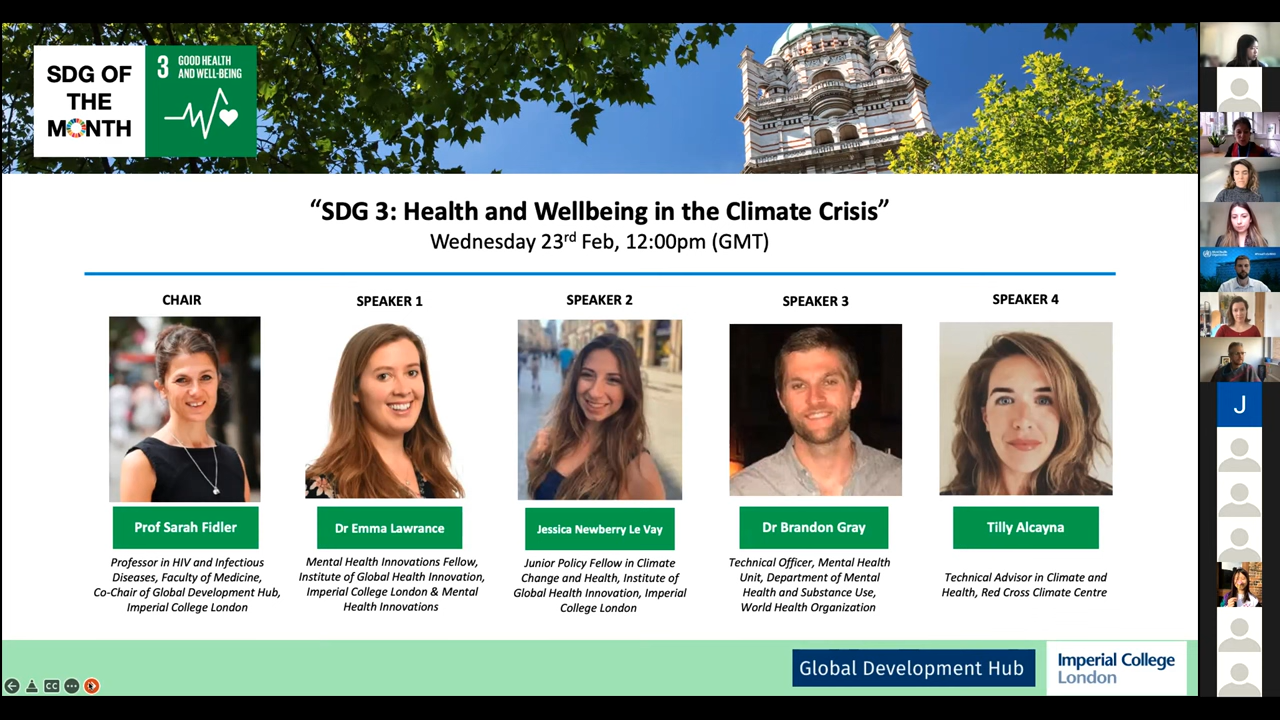 SDG OF
THE
MONTH
3 GOOD HEALTH
AND WELL-BEING
“SDG 3: Health and Wellbeing in the Climate Crisis”
Wednesday 23rd Feb, 12:00pm (GMT)
CHAIR
SPEAKER 1
SPEAKER 2
SPEAKER 3
SPEAKER 4
Prof Sarah Fidler
Dr Emma Lawrance
Jessica Newberry Le Vay
Dr Brandon Gray
Tilly Alcayna
Professor in HIV and Infectious
Diseases, Faculty of Medicine,
Co-Chair of Global Development Hub,
Imperial College London
Mental Health Innovations Fellow,
Institute of Global Health Innovation,
Imperial College London & Mental
Health Innovations
Junior Policy Fellow in Climate
Change and Health, Institute of
Global Health Innovation, Imperial
College London
Technical Officer, Mental Health
Unit, Department of Mental
Health and Substance Use,
World Health Organization
Technical Advisor in Climate and
Health, Red Cross Climate Centre
Global Development Hub
Imperial College
London
CC
J